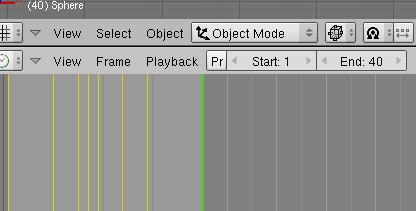 (40) Sphere
View Select Object Object Mode
View Frame Playback Pr Start: 1 End: 40